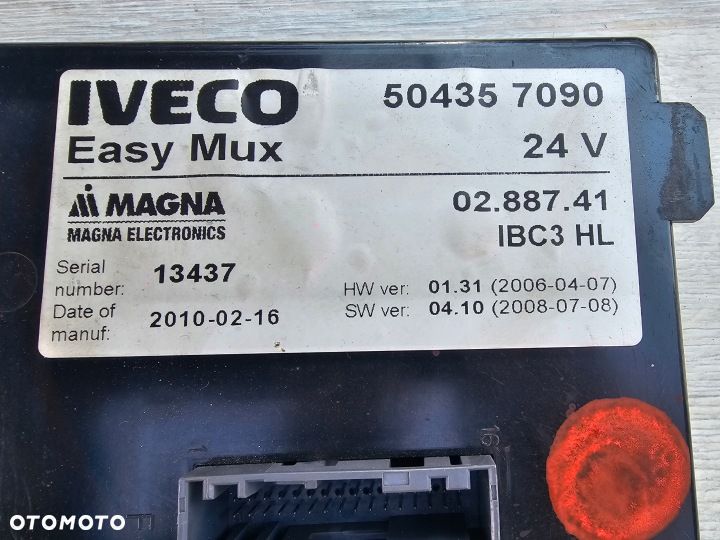 IVECO 50435 7090
Easy Mux 24 V
MAGNA 02.887.41
MAGNA ELECTRONICS IBC3 HL
Serial number: 13437 HW ver: 01.31 (2006-04-07)
Date of manuf: 2010-02-16 SW ver: 04.10 (2008-07-08)
16
OTOMOTO